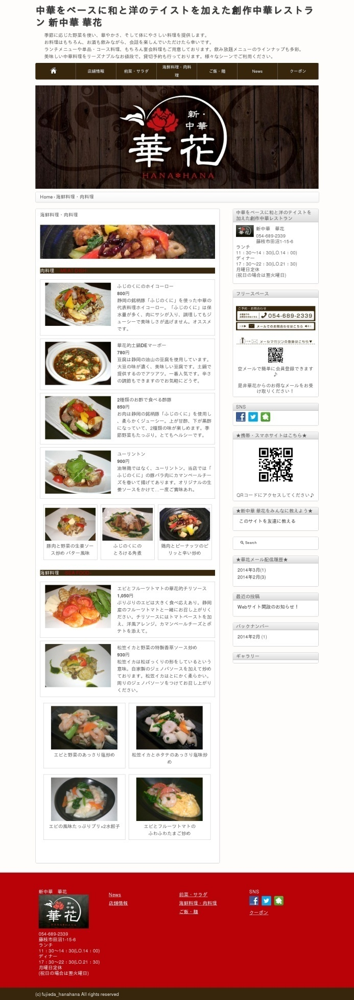 中華をベースに和と洋のテイストを加えた創作中華レストラ
ン 新中華 華花
季節に応じた野菜を使い、華やかさ、そして体にやさしい料理を提供します。
お料理はもちろん、お酒も飲みながら、会話を楽しんでいただけたら幸いです。
ランチメニューや単品・コース料理、もちろん宴会料理もご用意しております。飲み放題メニューのラインナップも多彩。
美味しい中華料理をリーズナブルなお値段で。貸切予約も行っております。様々なシーンでご利用ください。
店舗情報
前菜・サラダ
海鮮料理・肉料
理
ご飯・麺
News
クーポン
新・
中華
華花
HANA*HANA
Home › 海鮮料理・肉料理
海鮮料理・肉料理
肉料理 MEAT DISH
ふじのくにのホイコーロー
800円
静岡の銘柄豚「ふじのくに」を使った中華の
代表料理ホイコーロー。「ふじのくに」は保
水量が多く、肉にサシが入り、調理してもジ
ューシーで美味しさが逃げません。オススメ
です。
華花的土鍋DEマーボー
780円
豆腐は静岡の油山の豆腐を使用しています。
大豆の味が濃く、美味しい豆腐です。土鍋で
提供するのでアツアツ。一番人気です。辛さ
の調節もできますのでお気軽にどうぞ。
2種類のお酢で食べる酢豚
850円
お肉は静岡の銘柄豚「ふじのくに」を使用し
、柔らかくジューシー。上が甘酢、下が黒酢
になっていて、2種類の味が楽しめます。季
節野菜もたっぷり。とてもヘルシーです。
ユーリントン
900円
油琳鶏ではなく、ユーリントン。当店では「
ふじのくに」の豚バラ肉にカマンベールチー
ズを巻いて揚げてあります。オリジナルの生
姜ソースをかけて…一度ご賞味あれ。
豚肉と野菜の生姜ソー
ス炒め バター風味
ふじのくにの
とろける角煮
鶏肉とピーナッツのピ
リッと辛い炒め
海鮮料理 SEA FOOD
エビとフルーツトマトの華花的チリソース
1,050円
ぷりぷりのエビは大きく食べ応えあり。静岡
産のフルーツトマトと一緒にお召し上がりくだ
さい。チリソースにはトマトペーストを加
え、洋風アレンジ。カマンベールチーズとポ
テトを添えて。
松笠イカと野菜の特製香草ソース炒め
930円
松笠イカは松ぼっくりの形をしているという
意味。自家製のジェノバソースを加えて炒め
ております。松笠イカはとにかく柔らかい。
周りのジェノバソーソをつけてお召し上がり
ください。
エビと野菜のあっさり塩炒め
松笠イカとホタテのあっさり塩味炒
め
エビの風味たっぷりプリ×2水餃子
エビとフルーツトマトの
ふわふわたまご炒め
中華をベースに和と洋のテイストを
加えた創作中華レストラン
新中華 華花
054-689-2339
藤枝市田沼1-15-6
ランチ
11：30〜14：30(LO.14：00)
ディナー
17：30〜22：30(LO.21：30)
月曜日定休
(祝日の場合は翌火曜日)
フリースペース
ご予約・お問合わせ
お電話での
お問合わせはこちら 054-689-2339
メールでのお問合わせはこちら
メールマガジンの登録はこちら▼
空メールで簡単に会員登録できます
♪
是非華花からのお得なメールをお受
け取りください！
SNS
★携帯・スマホサイトはこちら★
QRコードにアクセスしてください♪
★新中華 華花をみんなに教えよう★
このサイトを友達に教える
Search
★華花メール配信履歴★
2014年3月(1)
2014年2月(3)
最近の投稿
Webサイト開設のお知らせ！
バックナンバー
2014年2月 (1)
ギャラリー
新中華 華花
新・
中華
華花
HANA*HANA
054-689-2339
藤枝市田沼1-15-6
ランチ
11：30〜14：30(LO.14：00)
ディナー
17：30〜22：30(LO.21：30)
月曜日定休
(祝日の場合は翌火曜日)
News
店舗情報
前菜・サラダ
海鮮料理・肉料理
ご飯・麺
SNS
クーポン
(c) fujieda_hanahana All rights reserved